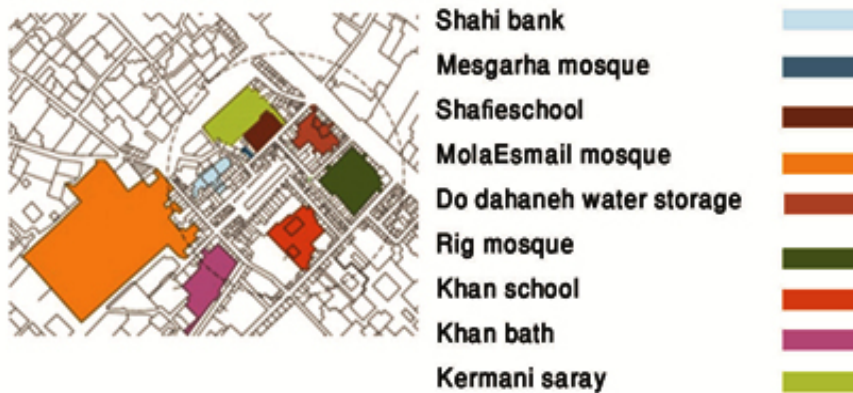 Shahi bank
Mesgarha mosque
Shafieschool
MolaEsmail mosque
Do dahaneh water storage
Rig mosque
Khan school
Khan bath
Kermani saray